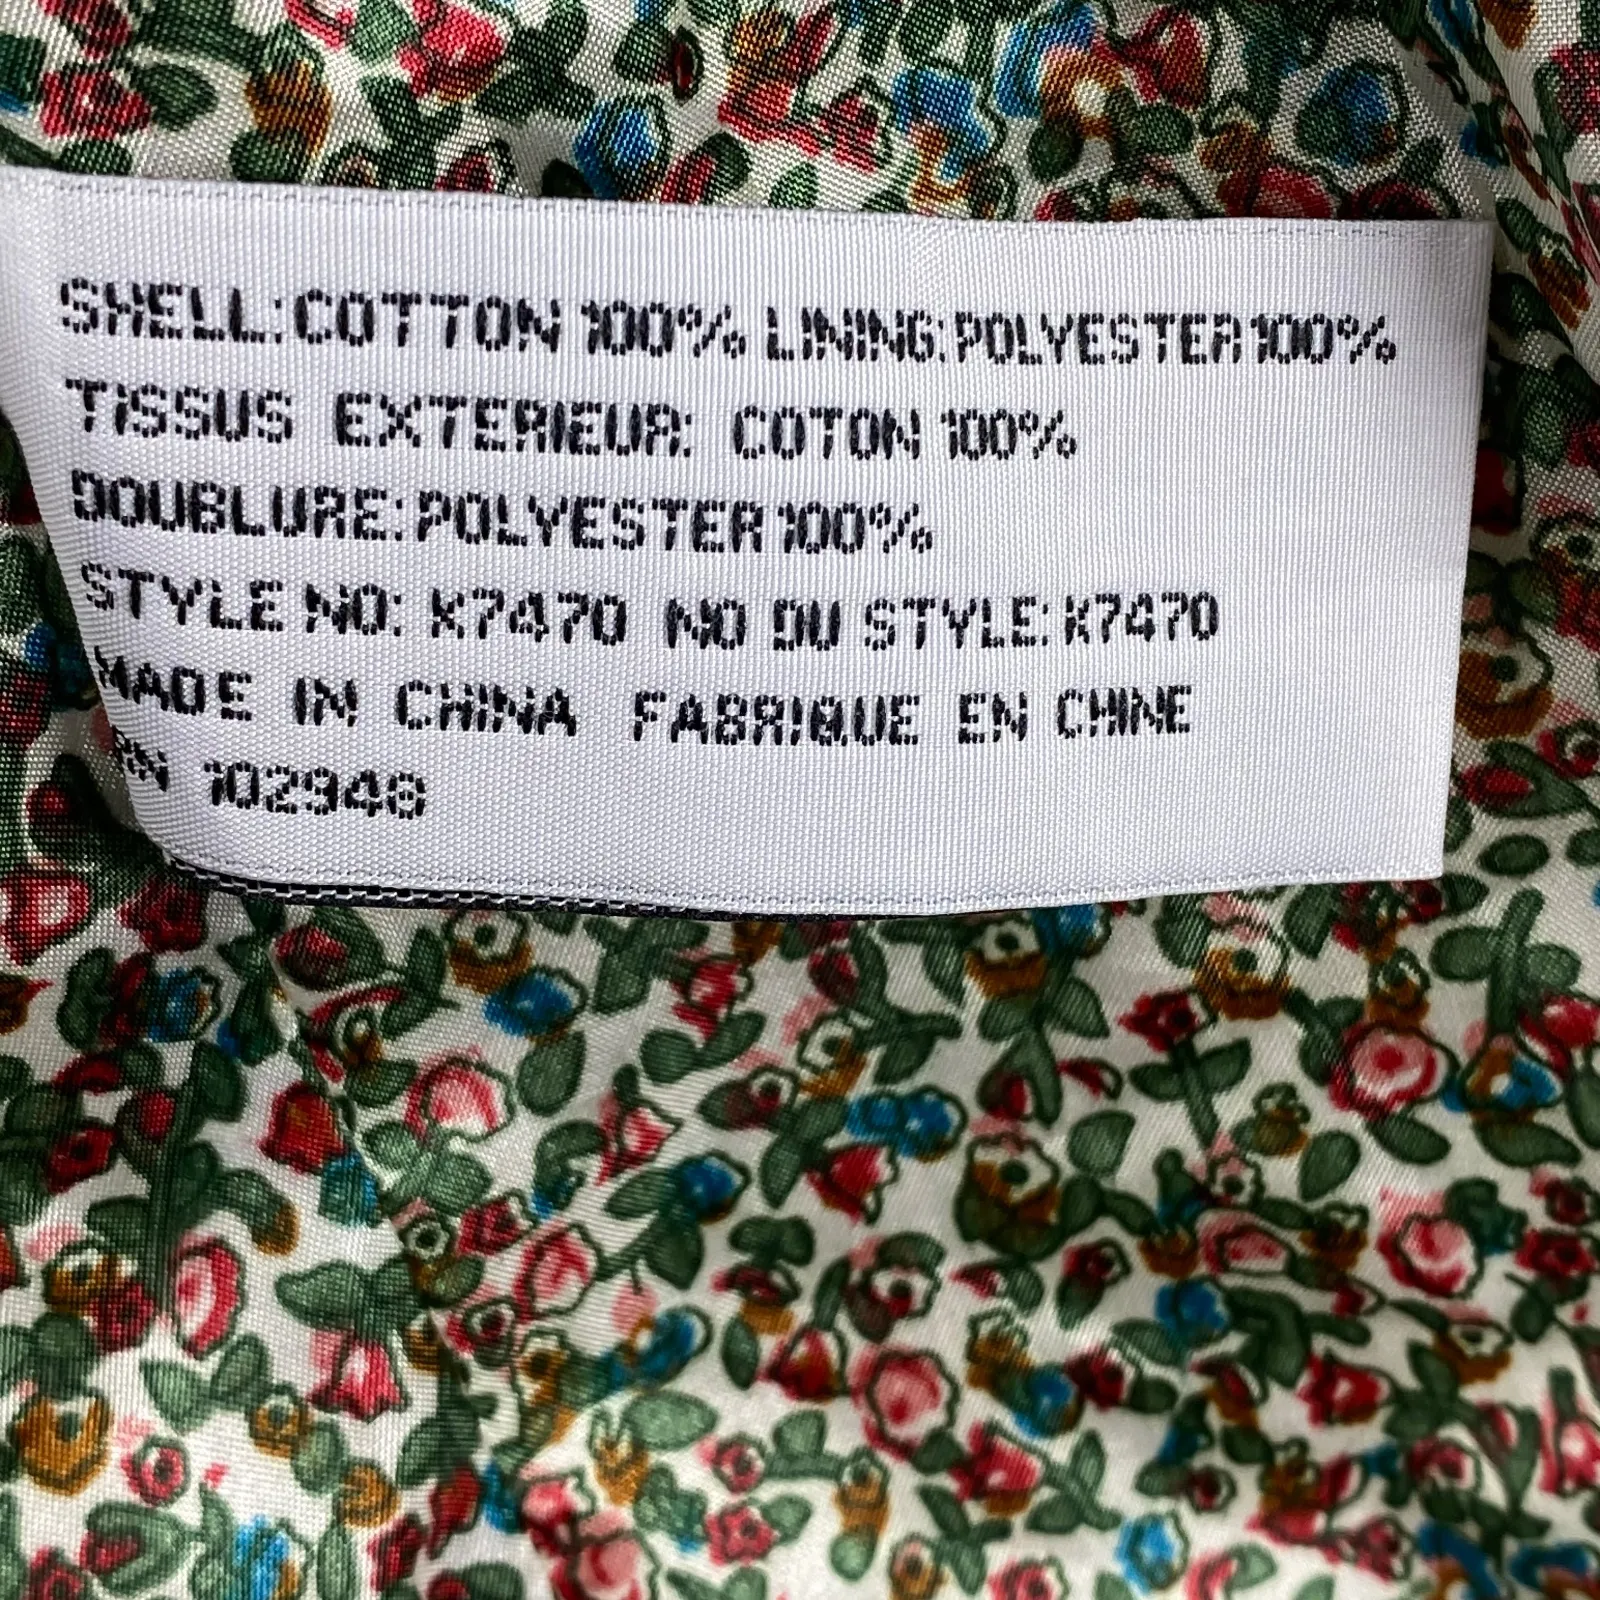 SHELL: COTTON 100% LINING: POLYESTER 100%
TISSUS EXTERIEUR: COTON 100%
DOUBLURE: POLYESTER 100%
STYLE NO: K7470 NO DU STYLE: K7470
MADE IN CHINA FABRIQUE EN CHINE
RN 102948